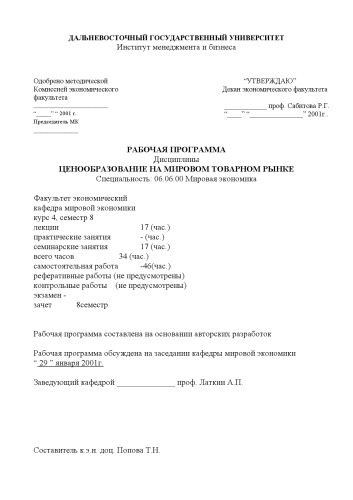 ДАЛЬНЕВОСТОЧНЫЙ ГОСУДАРСТВЕННЫЙ УНИВЕРСИТЕТ
Институт менеджмента и бизнеса
Одобрено методической
Комиссией экономического
факультета
____________________
"_____" " 2001 г.
Председатель МК
_______________
"УТВЕРЖДАЮ"
Декан экономического факультета
____________ проф. Сабитова Р.Г.
"____" "______________" 2001г.
РАБОЧАЯ ПРОГРАММА
Дисциплины
ЦЕНООБРАЗОВАНИЕ НА МИРОВОМ ТОВАРНОМ РЫНКЕ
Специальность: 06.06.00 Мировая экономика
Факультет экономический
кафедра мировой экономики
курс 4, семестр 8
лекции 17 (час.)
практические занятия - (час.)
семинарские занятия 17 (час.)
всего часов 34 (час.)
самостоятельная работа -46(час.)
реферативные работы (не предусмотрены)
контрольные работы (не предусмотрены)
экзамен -
зачет 8семестр
Рабочая программа составлена на основании авторских разработок
Рабочая программа обсуждена на заседании кафедры мировой экономики
" 29 " января 2001г.
Заведующий кафедрой _______________ проф. Латкин А.П.
Составитель к.э.н. доц. Попова Т.Н.